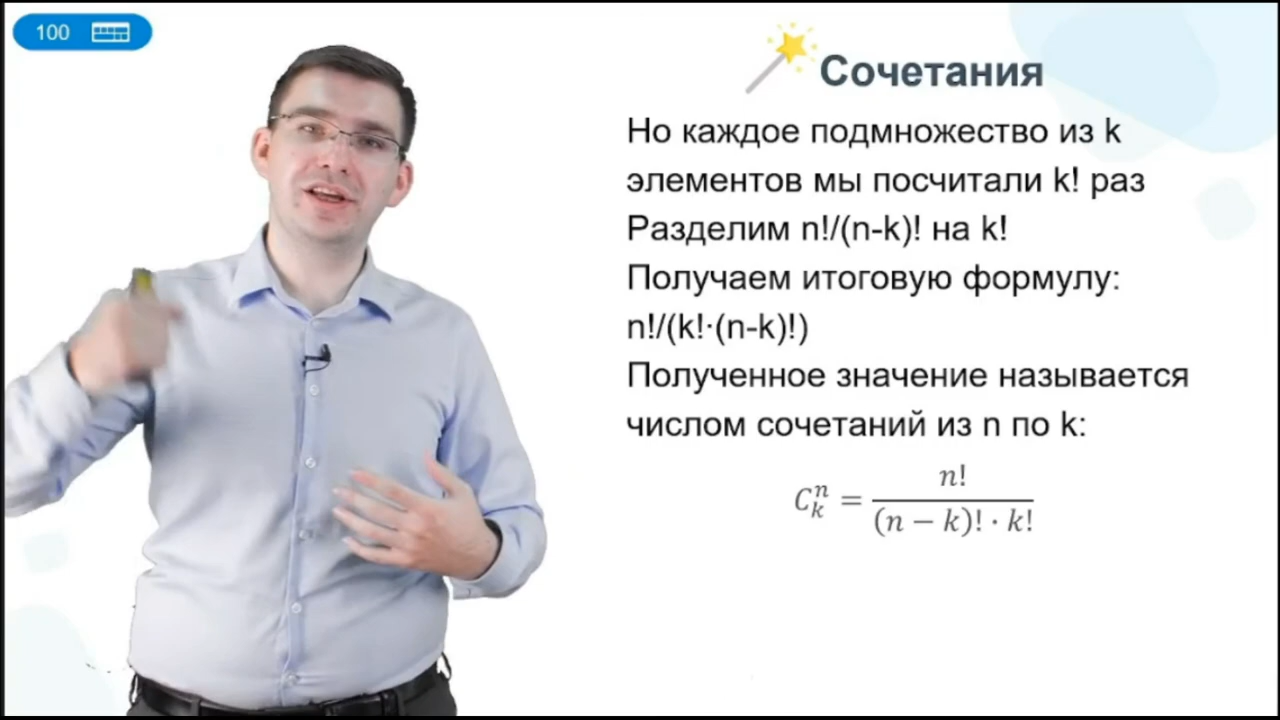 100
Сочетания
Но каждое подмножество из k
элементов мы посчитали k! раз
Разделим n!/(n-k)! на k!
Получаем итоговую формулу:
n!/(k!·(n-k)!)
Полученное значение называется
числом сочетаний из n по k:
C_k^n = n! / ((n − k)! · k!)